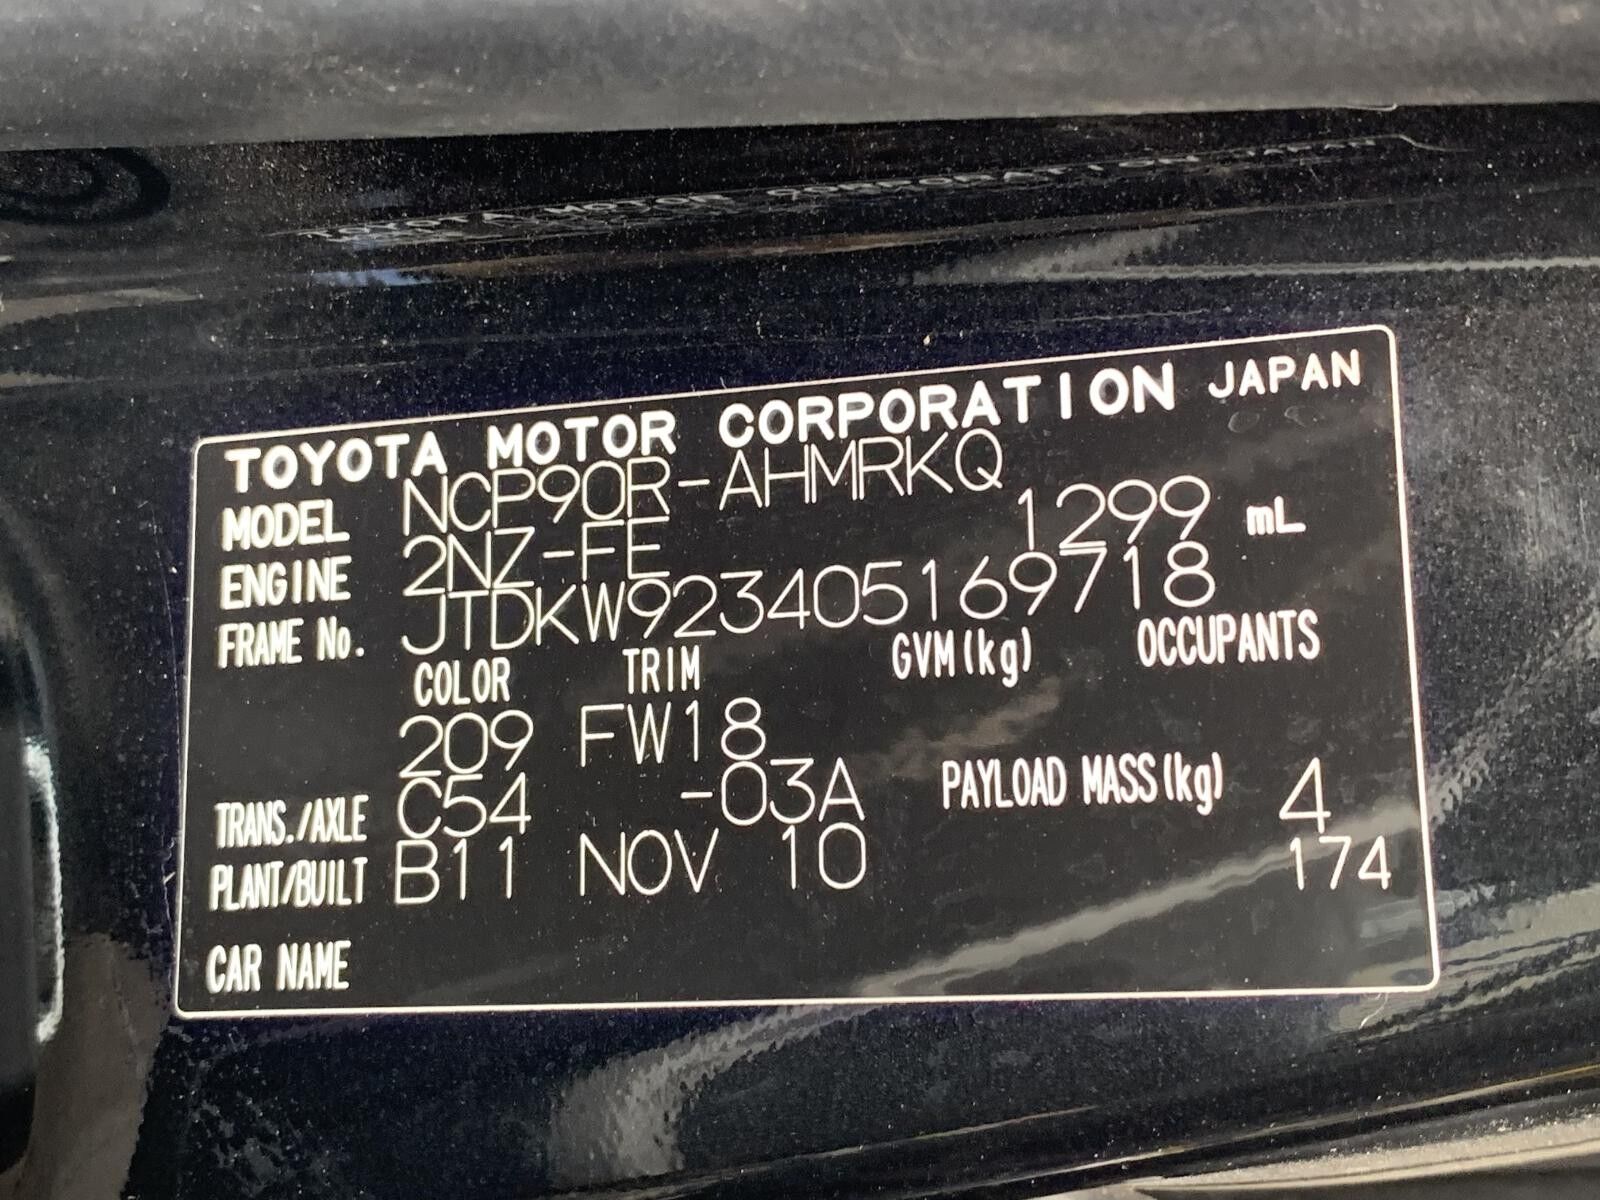 TOYOTA MOTOR CORPORATION JAPAN
MODEL NCP90R-AHMRKQ
ENGINE 2NZ-FE 1299 mL
FRAME No. JTDKW923405169718
COLOR TRIM GVM(kg) OCCUPANTS
209 FW18
TRANS./AXLE C54 -03A PAYLOAD MASS(kg) 4
PLANT/BUILT B11 NOV 10 174
CAR NAME